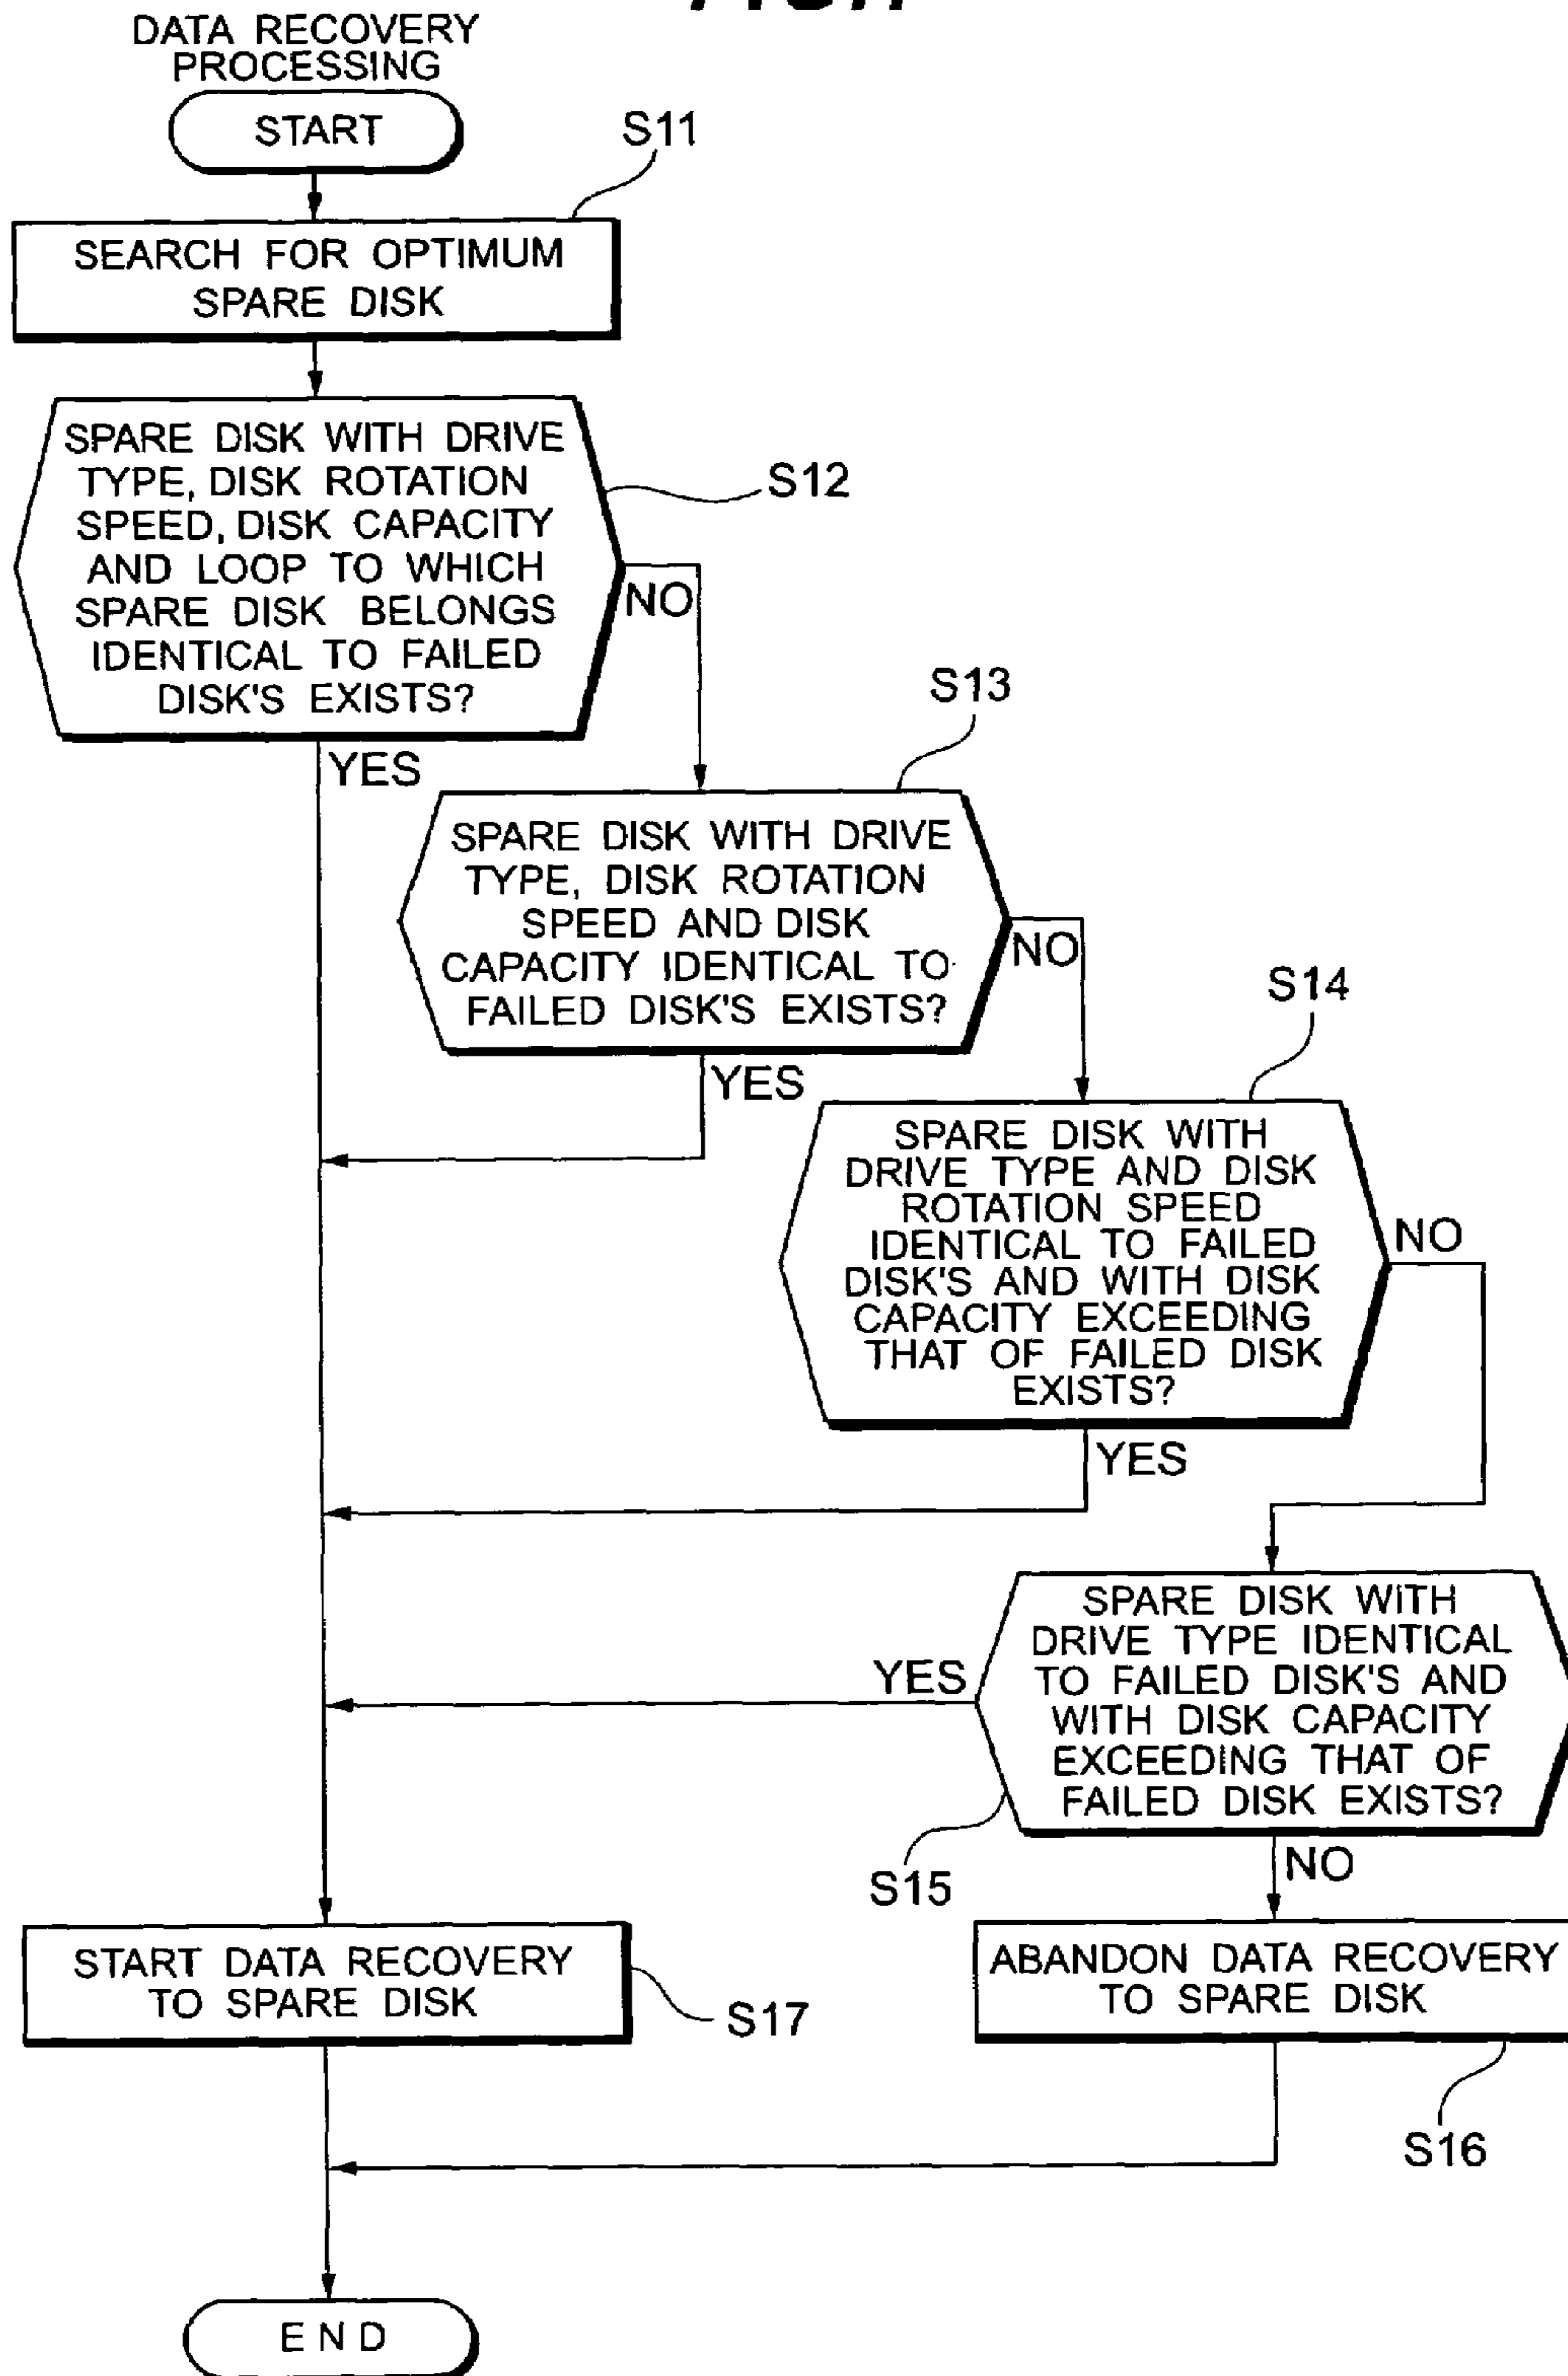 DATA RECOVERY
PROCESSING
START
S11
SEARCH FOR OPTIMUM
SPARE DISK
SPARE DISK WITH DRIVE
TYPE, DISK ROTATION
SPEED, DISK CAPACITY
AND LOOP TO WHICH
SPARE DISK BELONGS
IDENTICAL TO FAILED
DISK'S EXISTS?
S12
NO
YES
S13
SPARE DISK WITH DRIVE
TYPE, DISK ROTATION
SPEED AND DISK
CAPACITY IDENTICAL TO
FAILED DISK'S EXISTS?
NO
YES
S14
SPARE DISK WITH
DRIVE TYPE AND DISK
ROTATION SPEED
IDENTICAL TO FAILED
DISK'S AND WITH DISK
CAPACITY EXCEEDING
THAT OF FAILED DISK
EXISTS?
NO
YES
SPARE DISK WITH
DRIVE TYPE IDENTICAL
TO FAILED DISK'S AND
WITH DISK CAPACITY
EXCEEDING THAT OF
FAILED DISK EXISTS?
YES
S15
NO
START DATA RECOVERY
TO SPARE DISK
S17
ABANDON DATA RECOVERY
TO SPARE DISK
S16
END